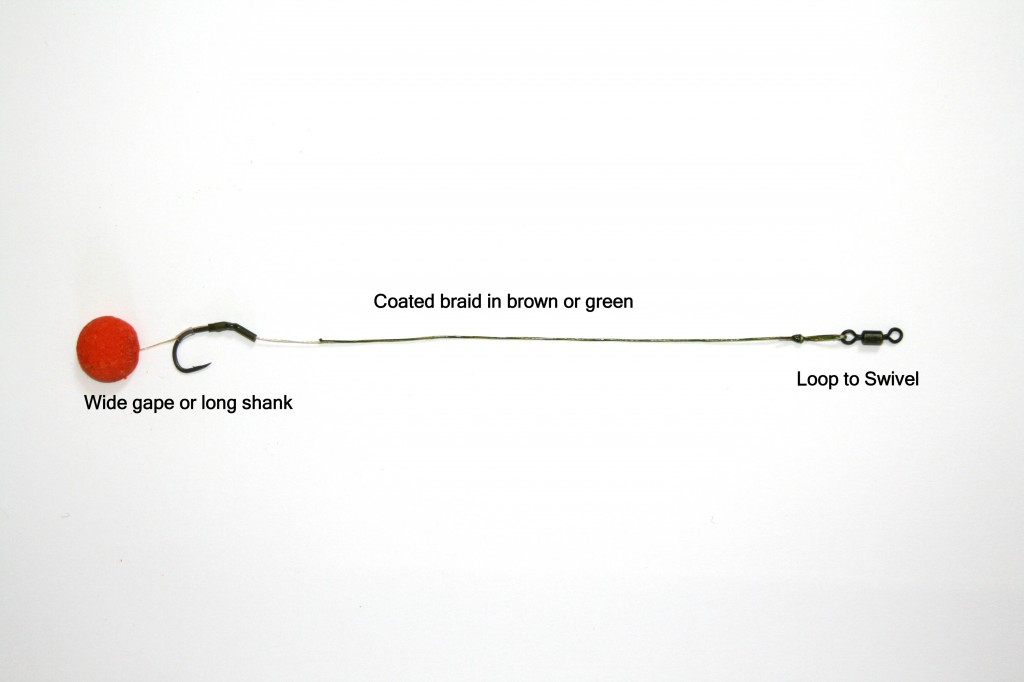 Coated braid in brown or green
Loop to Swivel
Wide gape or long shank